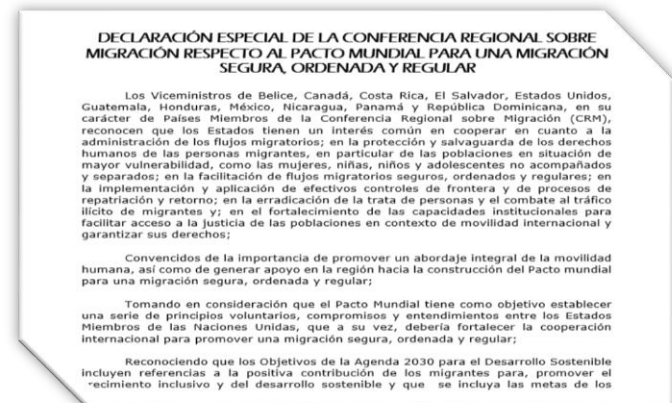 DECLARACIÓN ESPECIAL DE LA CONFERENCIA REGIONAL SOBRE
MIGRACIÓN RESPECTO AL PACTO MUNDIAL PARA UNA MIGRACIÓN
SEGURA, ORDENADA Y REGULAR
Los Viceministros de Belice, Canadá, Costa Rica, El Salvador, Estados Unidos,
Guatemala, Honduras, México, Nicaragua, Panamá y República Dominicana, en su
carácter de Países Miembros de la Conferencia Regional sobre Migración (CRM),
reconocen que los Estados tienen un interés común en cooperar en cuanto a la
administración de los flujos migratorios; en la protección y salvaguarda de los derechos
humanos de las personas migrantes, en particular de las poblaciones en situación de
mayor vulnerabilidad, como las mujeres, niñas, niños y adolescentes no acompañados
y separados; en la facilitación de flujos migratorios seguros, ordenados y regulares; en
la implementación y aplicación de efectivos controles de frontera y de procesos de
repatriación y retorno; en la erradicación de la trata de personas y el combate al tráfico
ilícito de migrantes y; en el fortalecimiento de las capacidades institucionales para
facilitar acceso a la justicia de las poblaciones en contexto de movilidad internacional y
garantizar sus derechos;
Convencidos de la importancia de promover un abordaje integral de la movilidad
humana, así como de generar apoyo en la región hacia la construcción del Pacto mundial
para una migración segura, ordenada y regular;
Tomando en consideración que el Pacto Mundial tiene como objetivo establecer
una serie de principios voluntarios, compromisos y entendimientos entre los Estados
Miembros de las Naciones Unidas, que a su vez, debería fortalecer la cooperación
internacional para promover una migración segura, ordenada y regular;
Reconociendo que los Objetivos de la Agenda 2030 para el Desarrollo Sostenible
incluyen referencias a la positiva contribución de los migrantes para, promover el
recimiento inclusivo y del desarrollo sostenible y que se incluya las metas de los